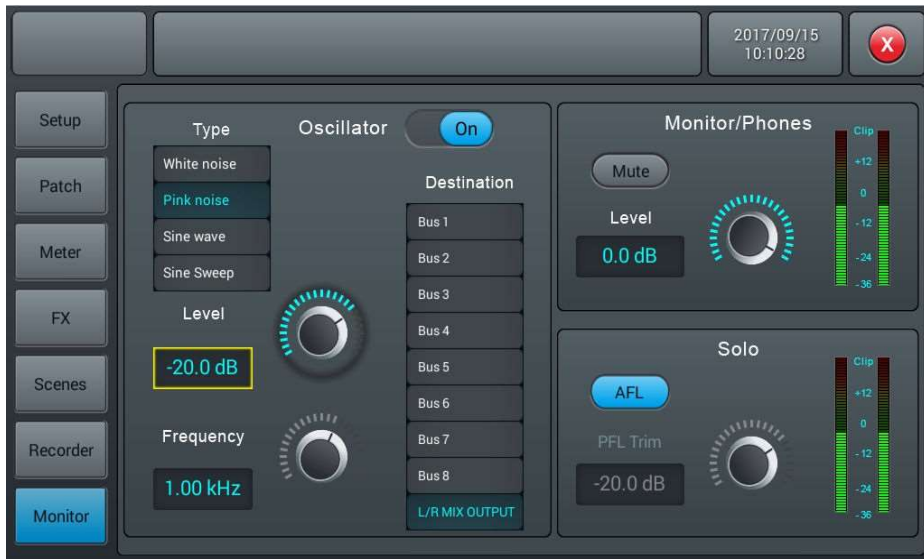 2017/09/15
10:10:28
X
Setup
Patch
Meter
FX
Scenes
Recorder
Monitor
Oscillator
On
Type
White noise
Pink noise
Sine wave
Sine Sweep
Level
-20.0 dB
Frequency
1.00 kHz
Destination
Bus 1
Bus 2
Bus 3
Bus 4
Bus 5
Bus 6
Bus 7
Bus 8
L/R MIX OUTPUT
Monitor/Phones
Mute
Level
0.0 dB
Clip
+12
0
-12
-24
-36
Solo
AFL
PFL Trim
-20.0 dB
Clip
+12
0
-12
-24
-36